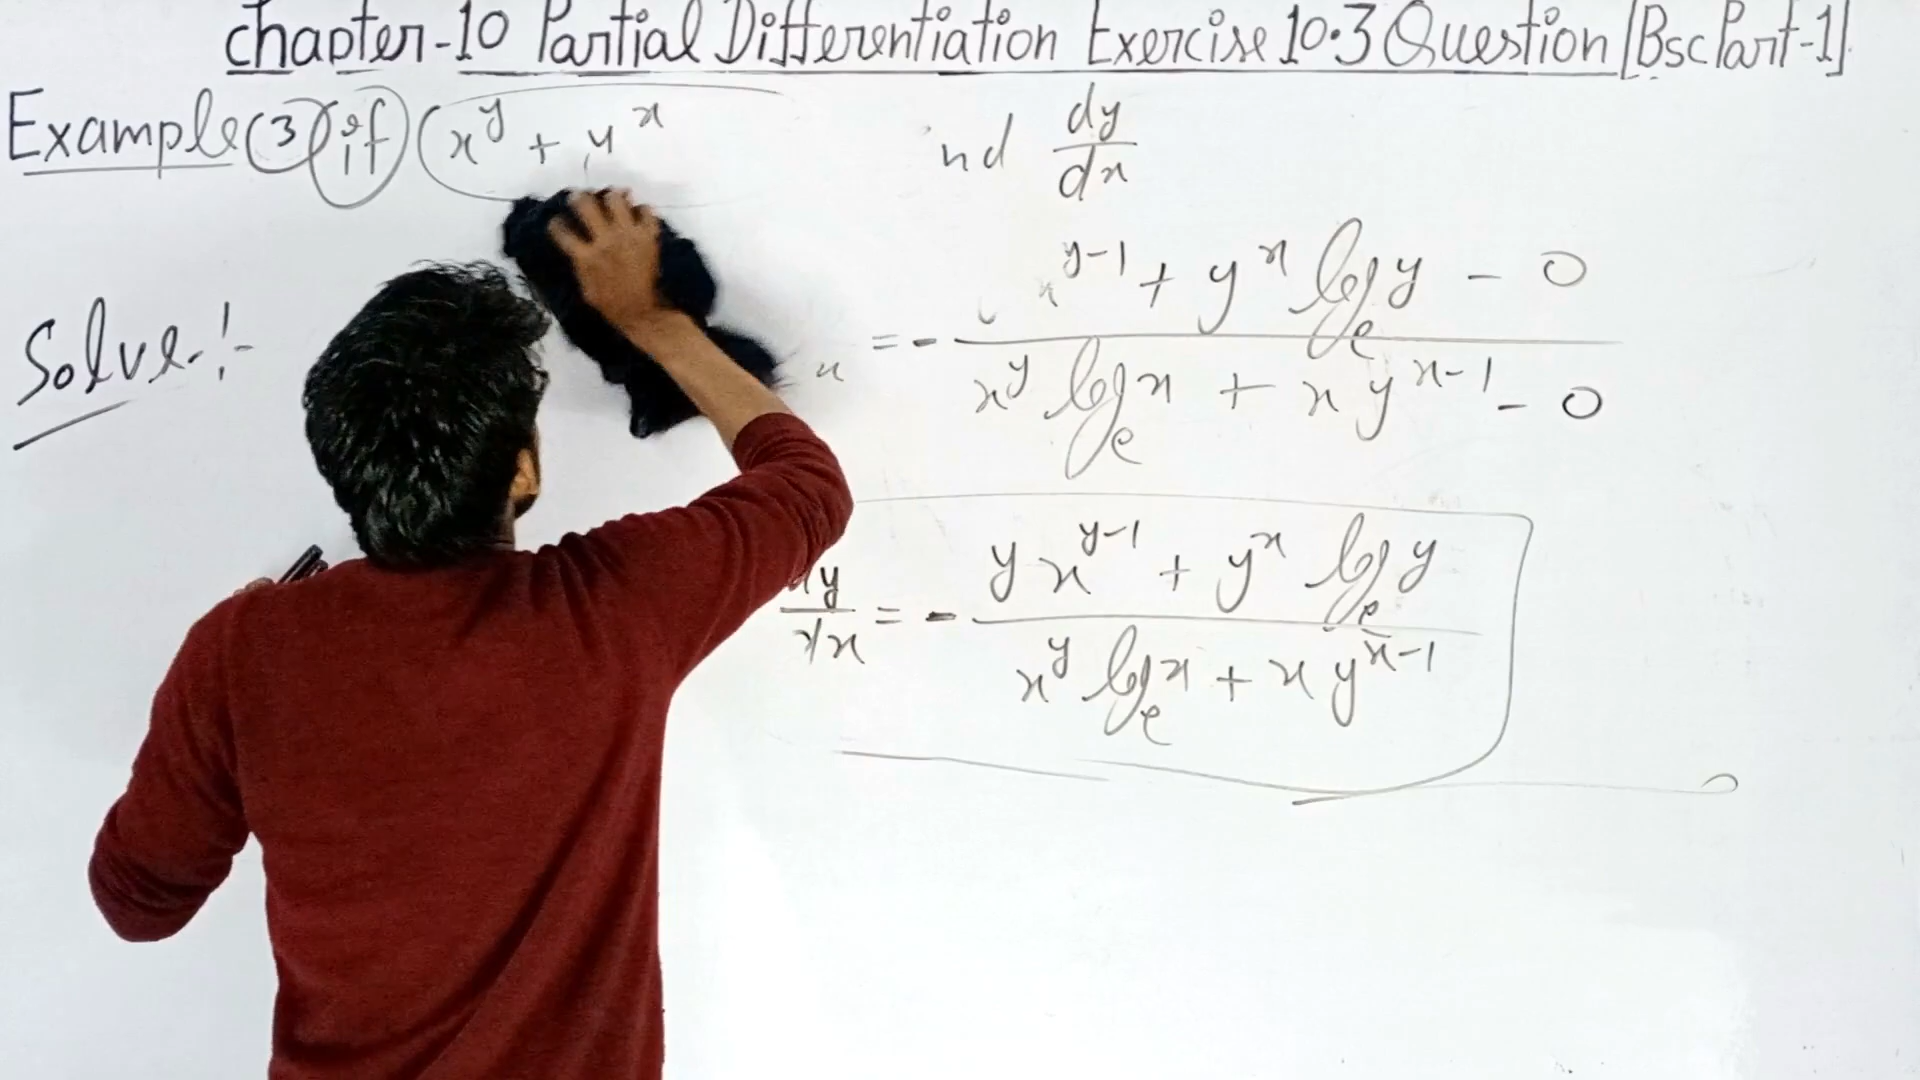 Chapter-10 Partial Differentiation Exercise 10.3 Question [Bsc Part-1]
Example (3) if (x^y + y^x nd dy/dx
x^{y-1} + y^x log_e y - 0
x = - ———
x^y log_e x + x y^{x-1} - 0
Solve:-
y x^{y-1} + y^x log_e y
dy/dx = - ———
x^y log_e x + x y^{x-1}